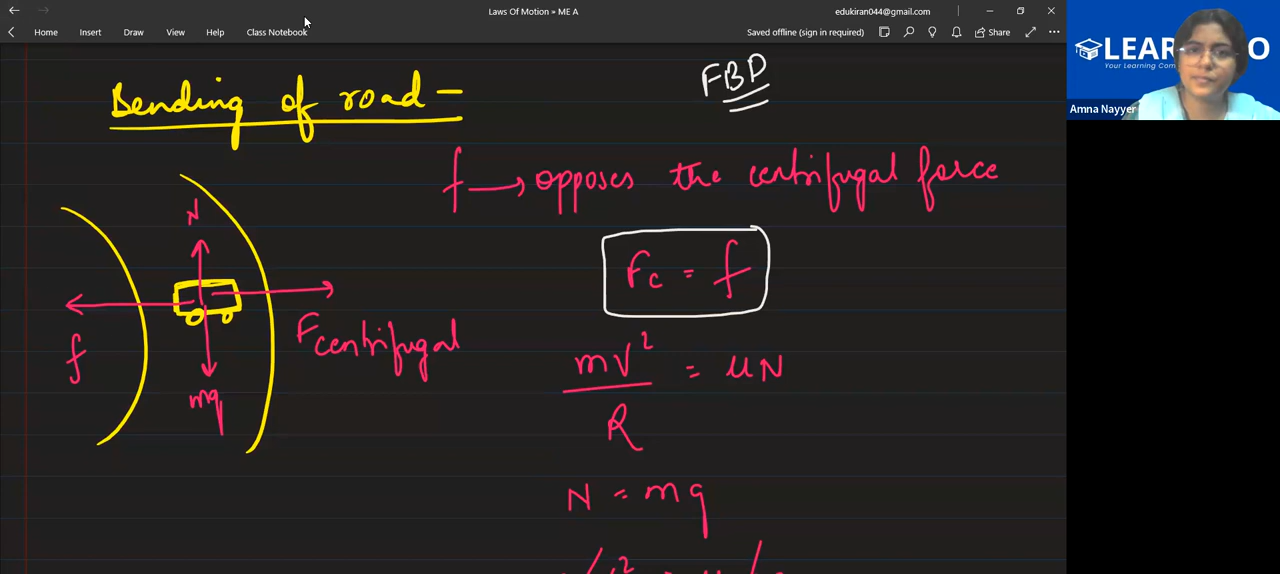 Laws Of Motion » ME A
edukiran044@gmail.com
Home Insert Draw View Help Class Notebook
Saved offline (sign in required)
Share
LEAR O
Your Learning Com
Amna Nayyer
FBD
Bending of road -
f → opposes the centrifugal force
N
Fc = f
f
Fcentrifugal
mg
mv² / R = μN
N = mg